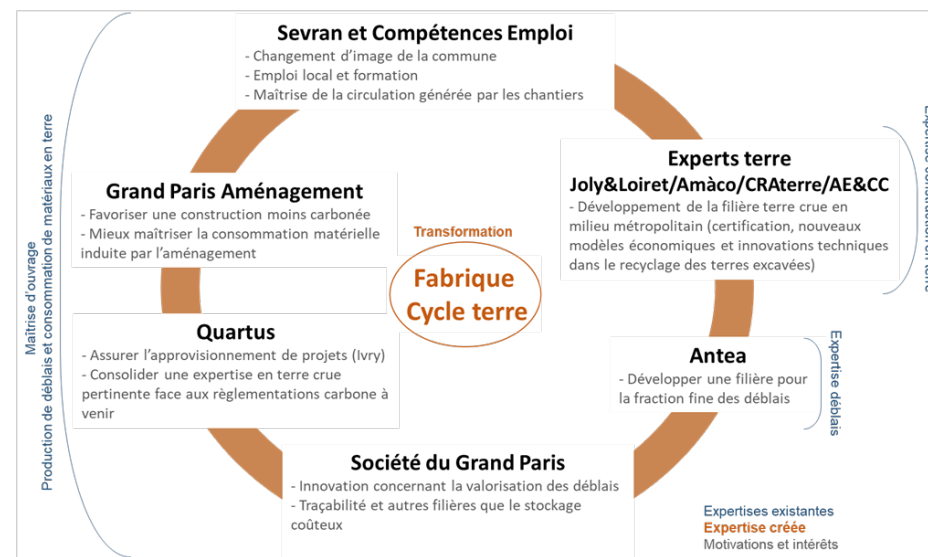 Sevran et Compétences Emploi
- Changement d’image de la commune
- Emploi local et formation
- Maîtrise de la circulation générée par les chantiers
Experts terre
Joly&Loiret/Amàco/CRAterre/AE&CC
- Développement de la filière terre crue en
milieu métropolitain (certification, nouveaux
modèles économiques et innovations techniques
dans le recyclage des terres excavées)
Grand Paris Aménagement
- Favoriser une construction moins carbonée
- Mieux maîtriser la consommation matérielle
induite par l’aménagement
Transformation
Fabrique
Cycle terre
Maîtrise d’ouvrage
Production de déblais et consommation de matériaux en terre
Quartus
- Assurer l’approvisionnement de projets (Ivry)
- Consolider une expertise en terre crue
pertinente face aux règlementations carbone à
venir
Antea
- Développer une filière pour
la fraction fine des déblais
Expertise déblais
Société du Grand Paris
- Innovation concernant la valorisation des déblais
- Traçabilité et autres filières que le stockage
coûteux
Expertises existantes
Expertise créée
Motivations et intérêts